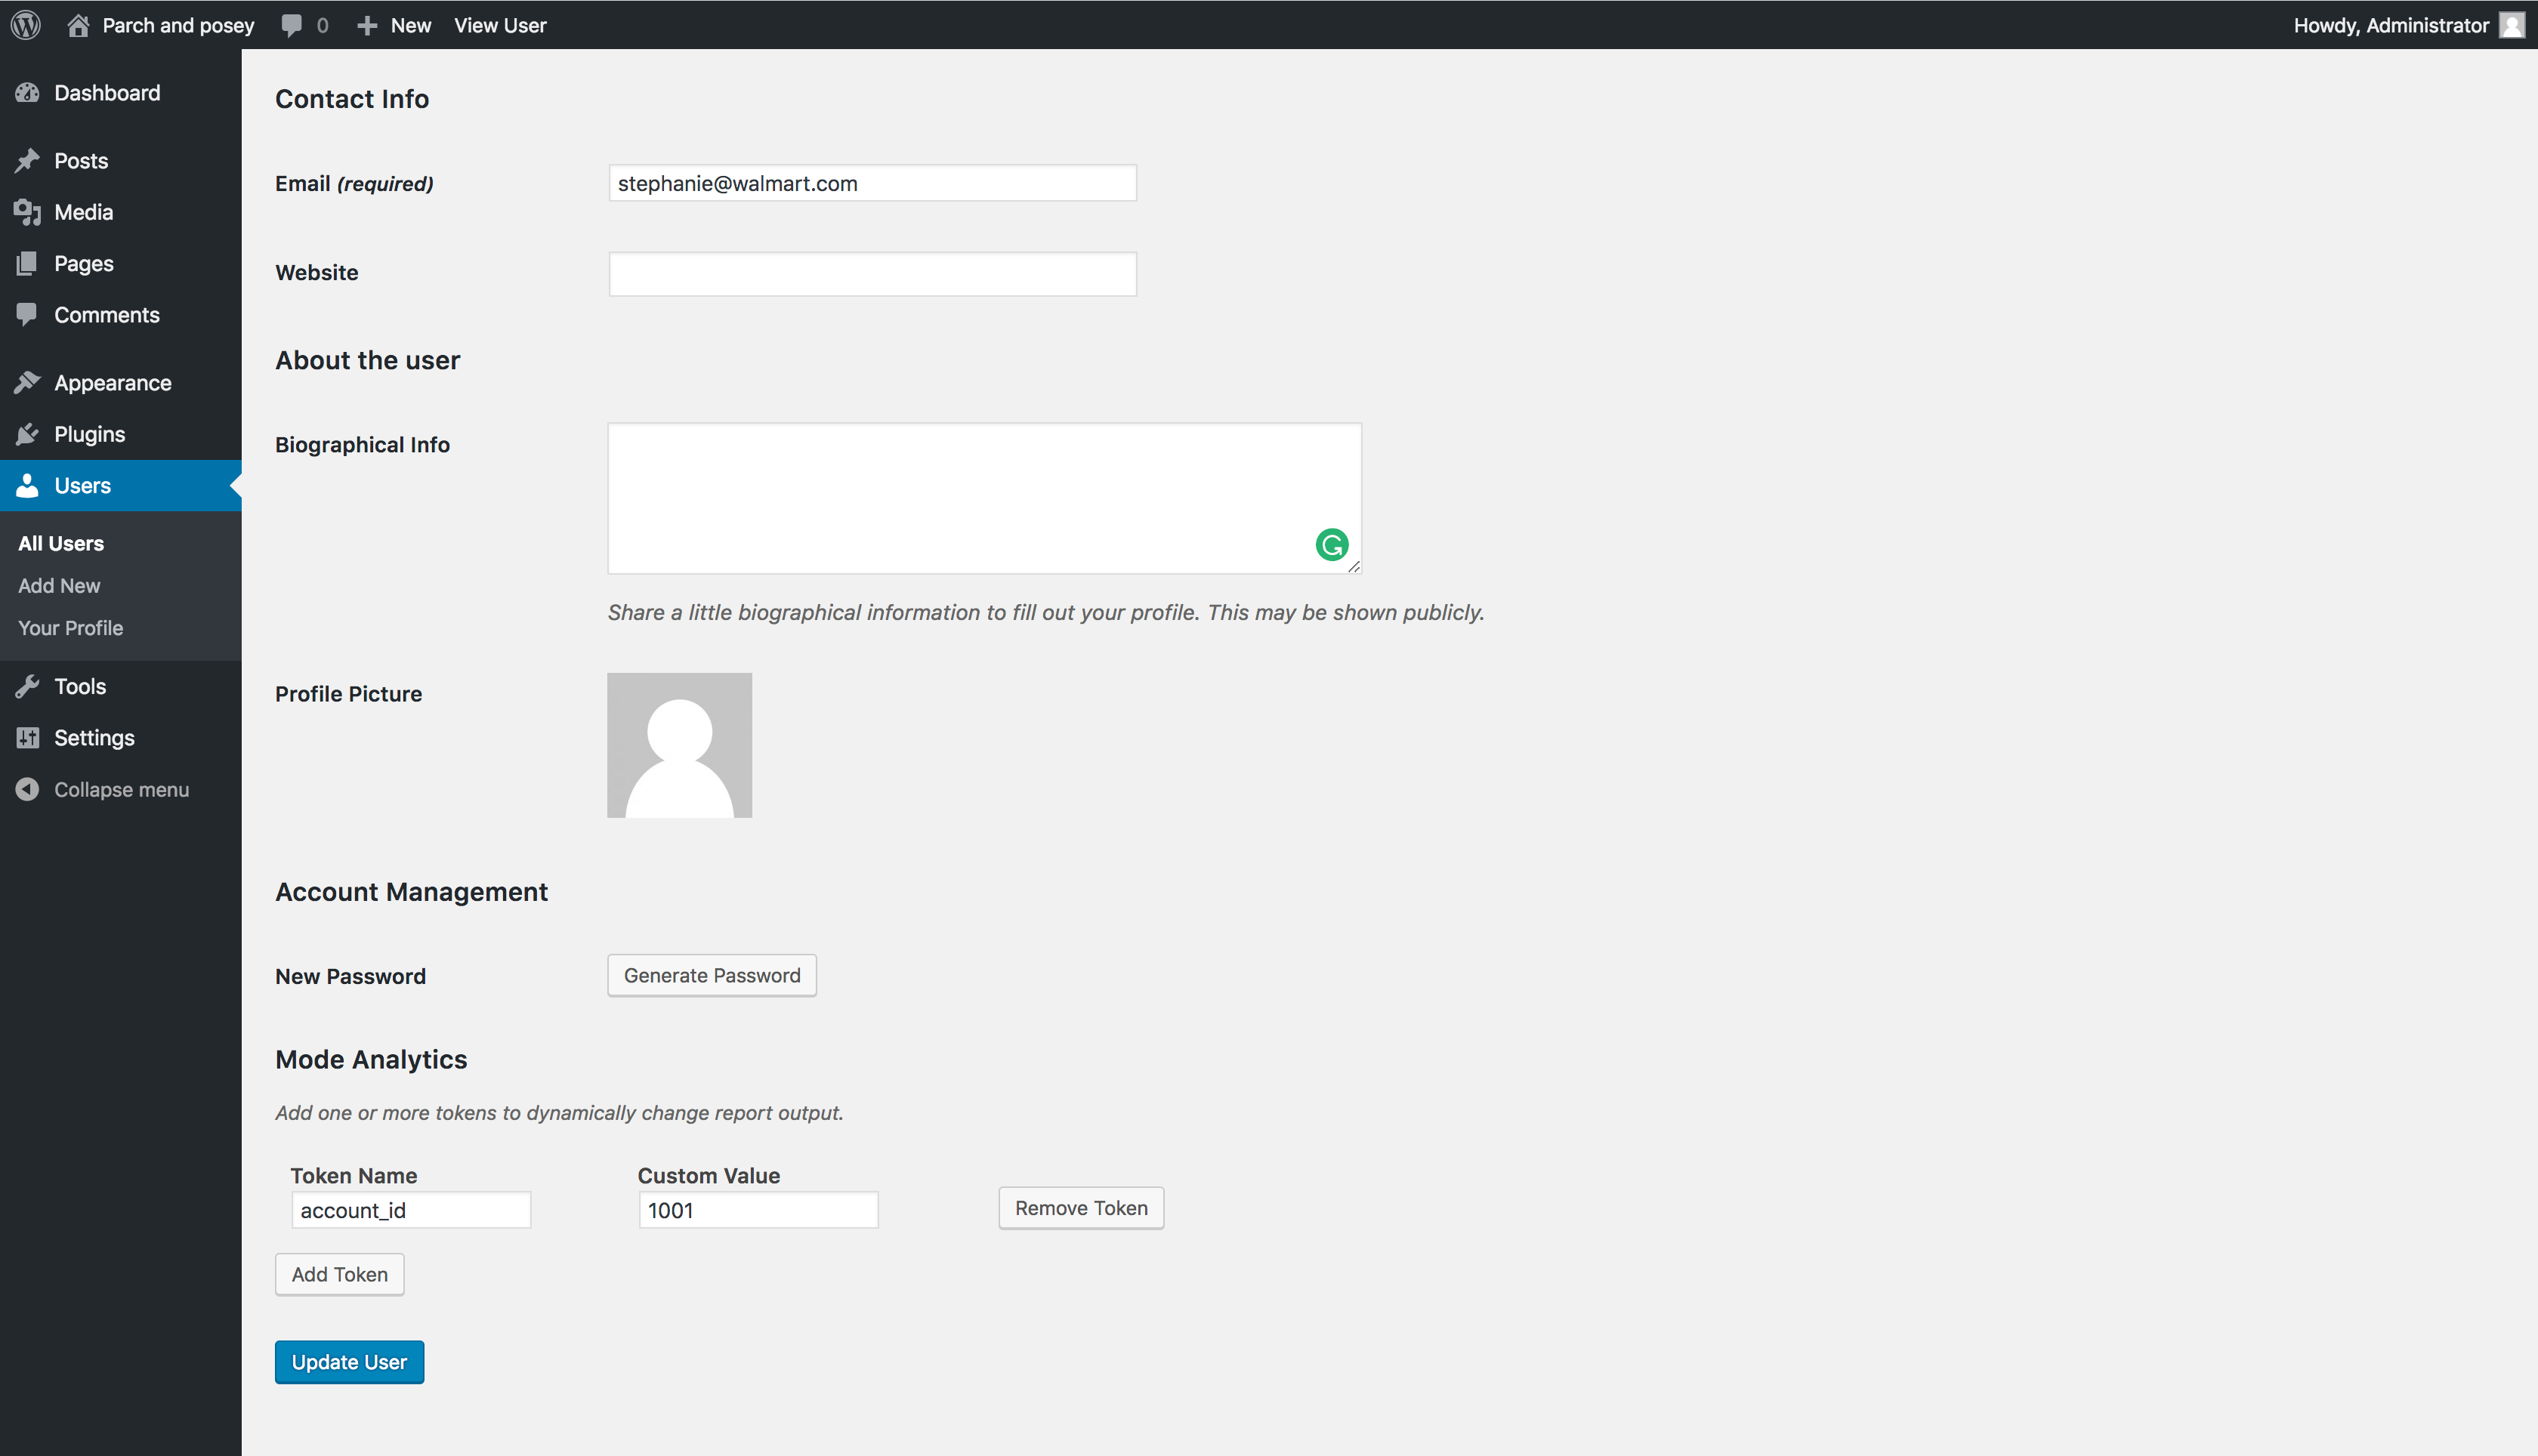 Parch and posey 0 New View User Howdy, Administrator
Dashboard
Posts
Media
Pages
Comments
Appearance
Plugins
Users
All Users
Add New
Your Profile
Tools
Settings
Collapse menu
Contact Info
Email (required) stephanie@walmart.com
Website
About the user
Biographical Info
Share a little biographical information to fill out your profile. This may be shown publicly.
Profile Picture
Account Management
New Password Generate Password
Mode Analytics
Add one or more tokens to dynamically change report output.
Token Name Custom Value
account_id 1001 Remove Token
Add Token
Update User